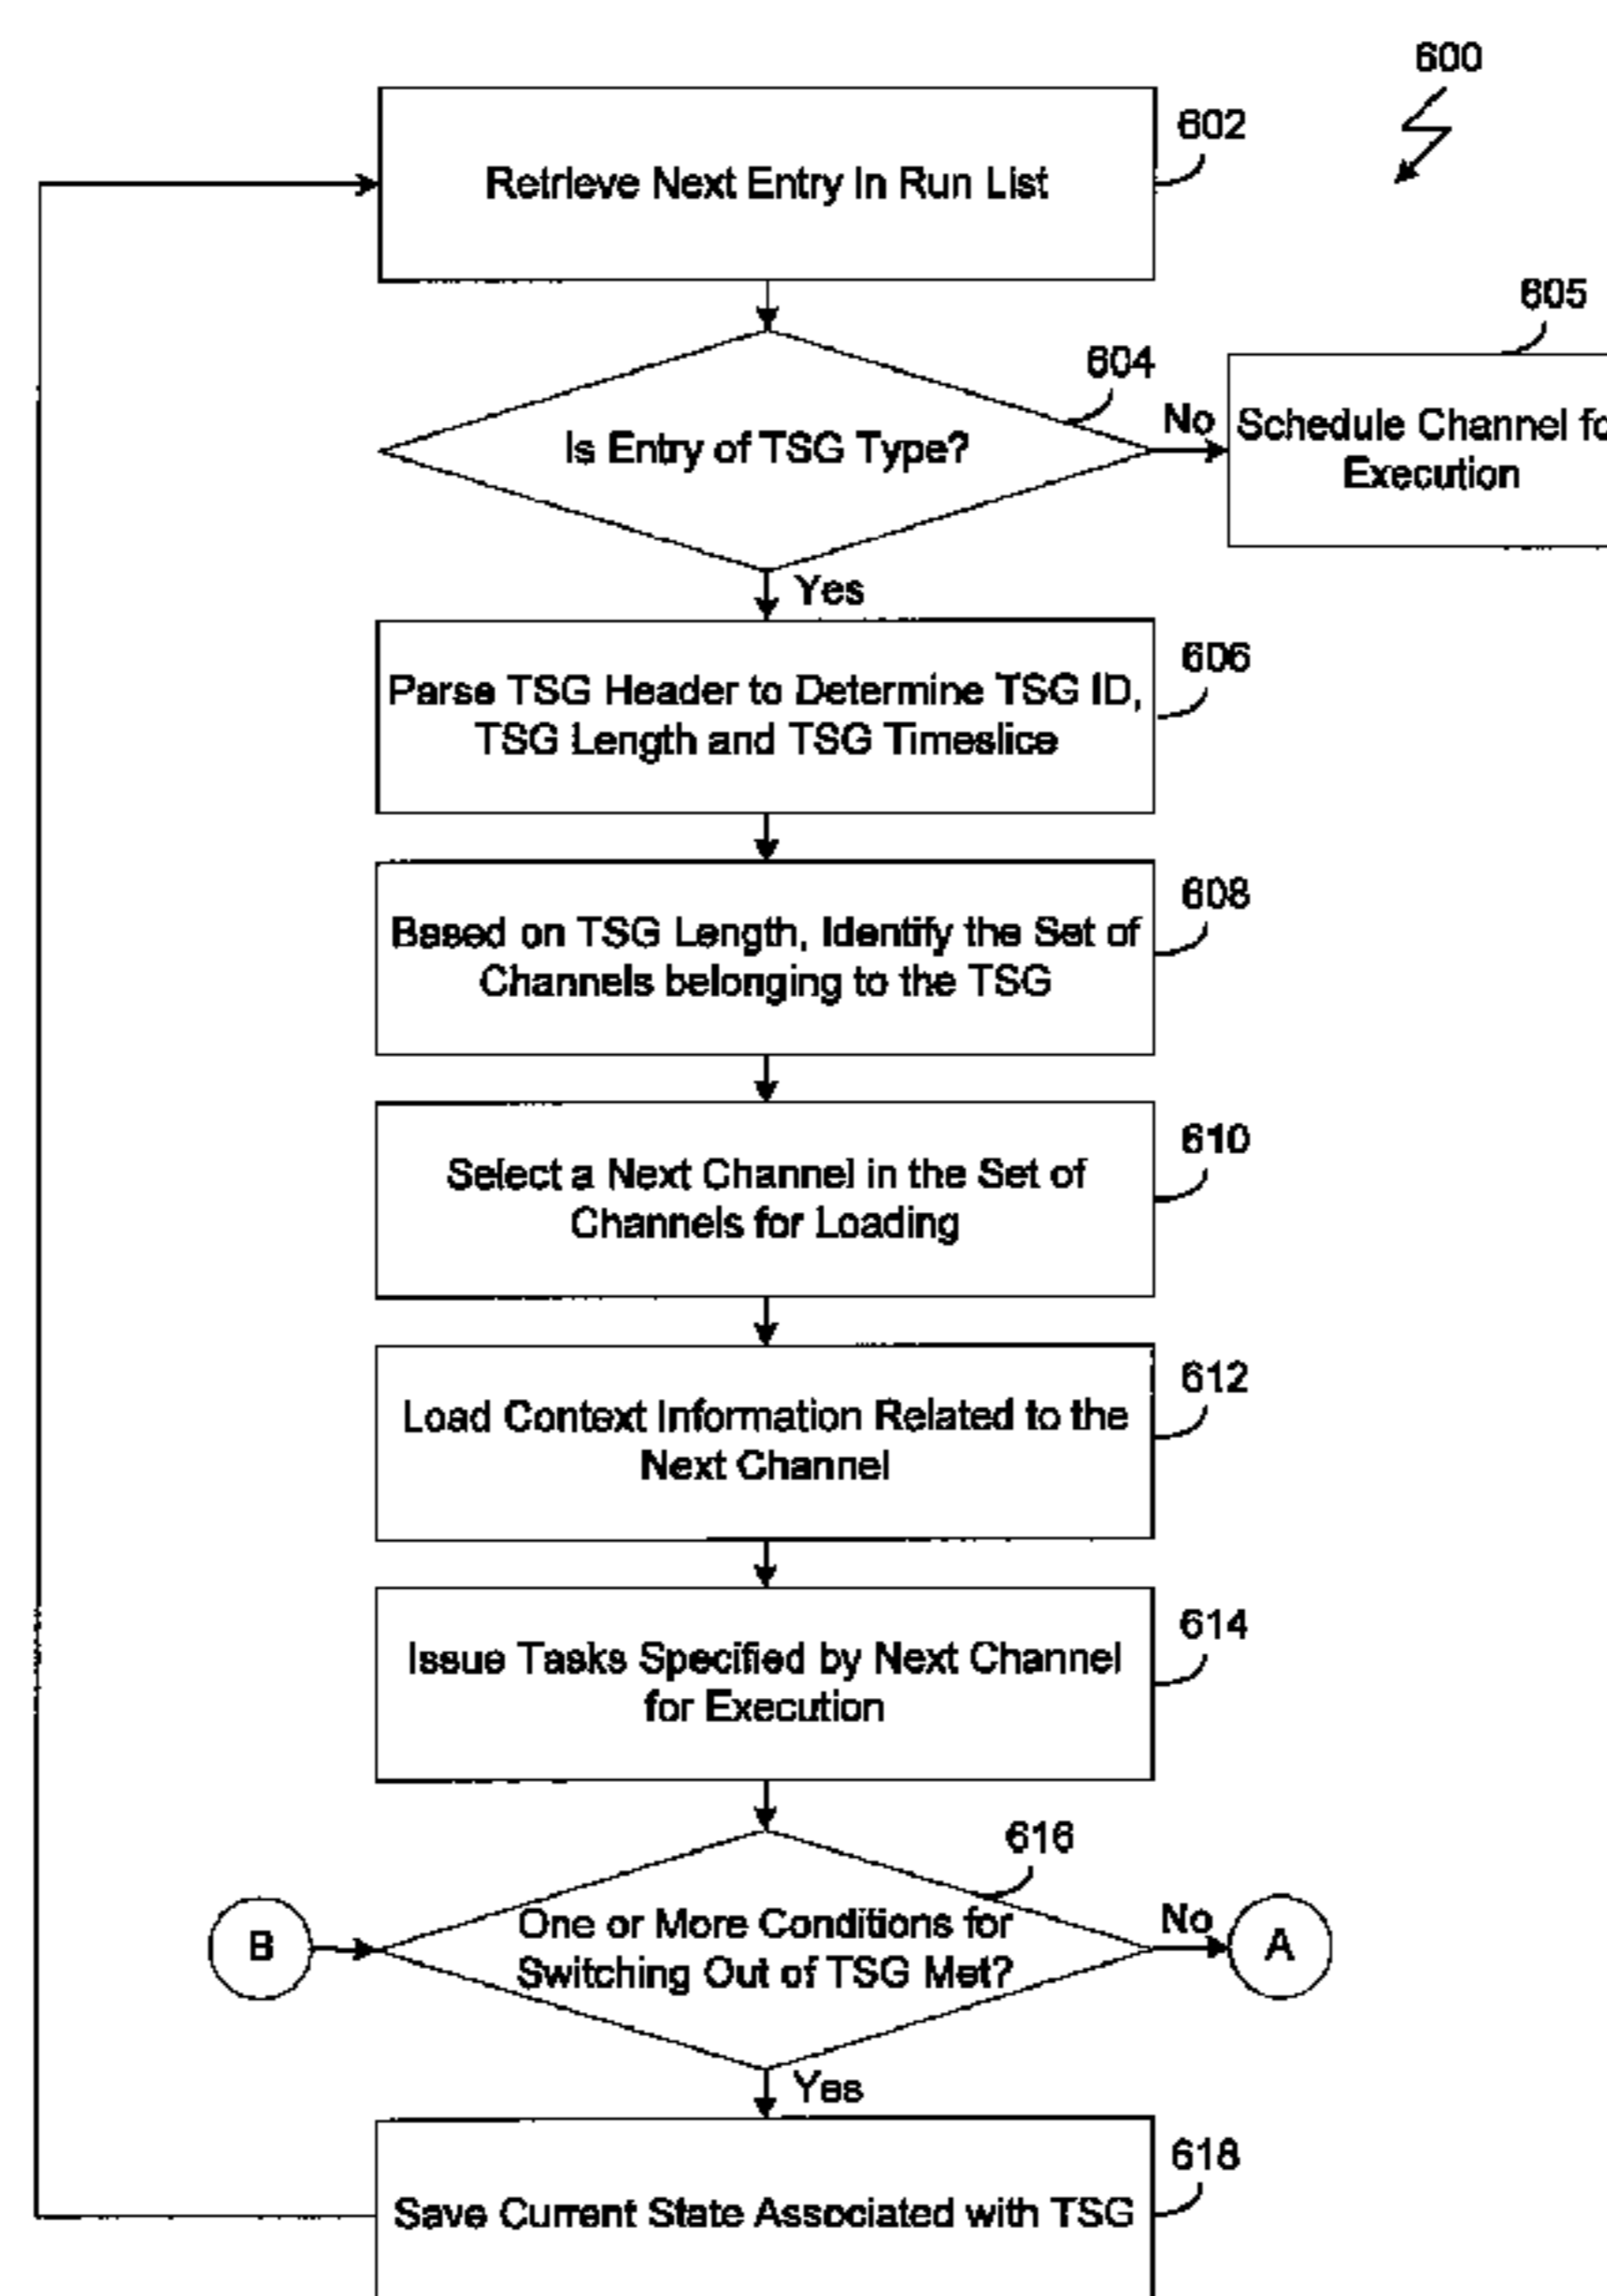 600
602
Retrieve Next Entry in Run List
605
604
Is Entry of TSG Type?
No
Schedule Channel fo
Execution
Yes
606
Parse TSG Header to Determine TSG ID,
TSG Length and TSG Timeslice
608
Based on TSG Length, Identify the Set of
Channels belonging to the TSG
610
Select a Next Channel in the Set of
Channels for Loading
612
Load Context Information Related to the
Next Channel
614
Issue Tasks Specified by Next Channel
for Execution
616
B
One or More Conditions for
Switching Out of TSG Met?
No
A
Yes
618
Save Current State Associated with TSG